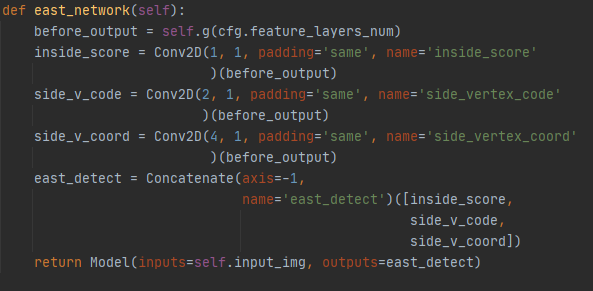 def east_network(self):
    before_output = self.g(cfg.feature_layers_num)
    inside_score = Conv2D(1, 1, padding='same', name='inside_score'
                          )(before_output)
    side_v_code = Conv2D(2, 1, padding='same', name='side_vertex_code'
                         )(before_output)
    side_v_coord = Conv2D(4, 1, padding='same', name='side_vertex_coord'
                          )(before_output)
    east_detect = Concatenate(axis=-1,
                              name='east_detect')([inside_score,
                                                   side_v_code,
                                                   side_v_coord])
    return Model(inputs=self.input_img, outputs=east_detect)